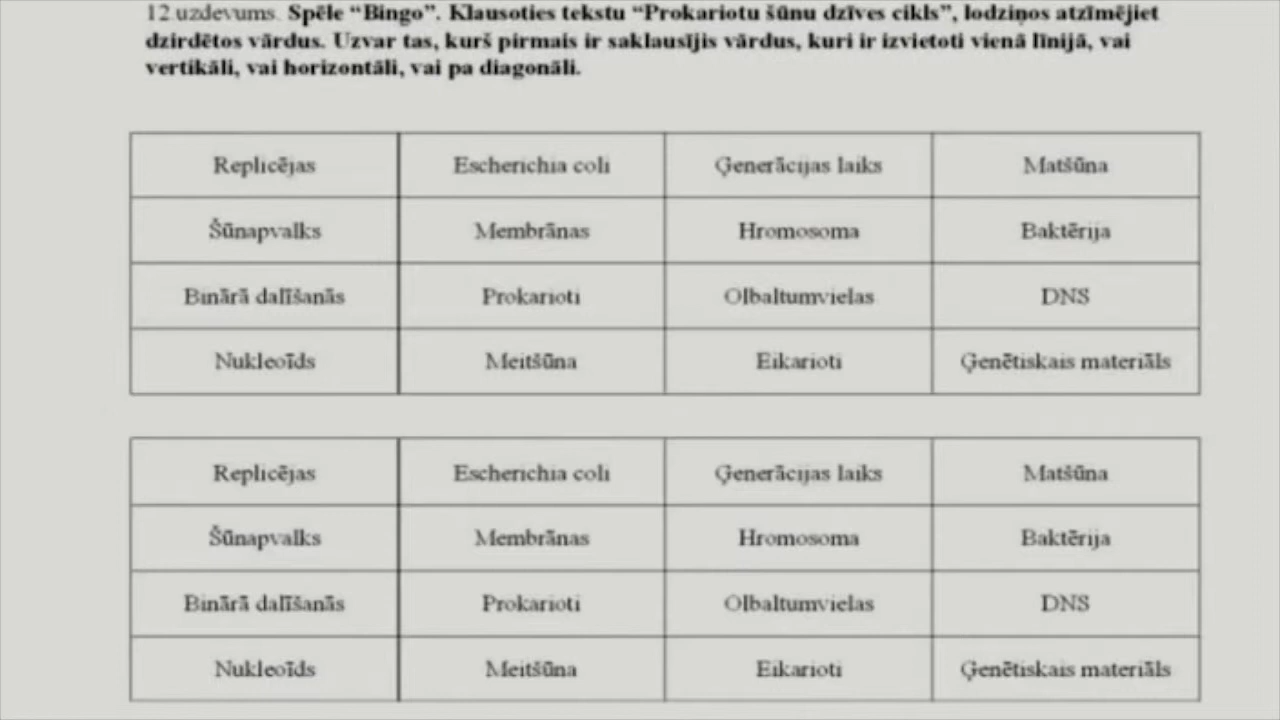 12 uzdevums. Spēle “Bingo”. Klausoties tekstu “Prokariotu šūnu dzīves cikls”, lodziņos atzīmējiet
dzirdētos vārdus. Uzvar tas, kurš pirmais ir saklausījis vārdus, kuri ir izvietoti vienā līnijā, vai
vertikāli, vai horizontāli, vai pa diagonāli.
Replicējas Escherichia coli Ģenerācijas laiks Matšūna
Šūnapvalks Membrānas Hromosoma Baktērija
Binārā dalīšanās Prokarioti Olbaltumvielas DNS
Nukleoīds Meitšūna Eikarioti Ģenētiskais materiāls
Replicējas Escherichia coli Ģenerācijas laiks Matšūna
Šūnapvalks Membrānas Hromosoma Baktērija
Binārā dalīšanās Prokarioti Olbaltumvielas DNS
Nukleoīds Meitšūna Eikarioti Ģenētiskais materiāls